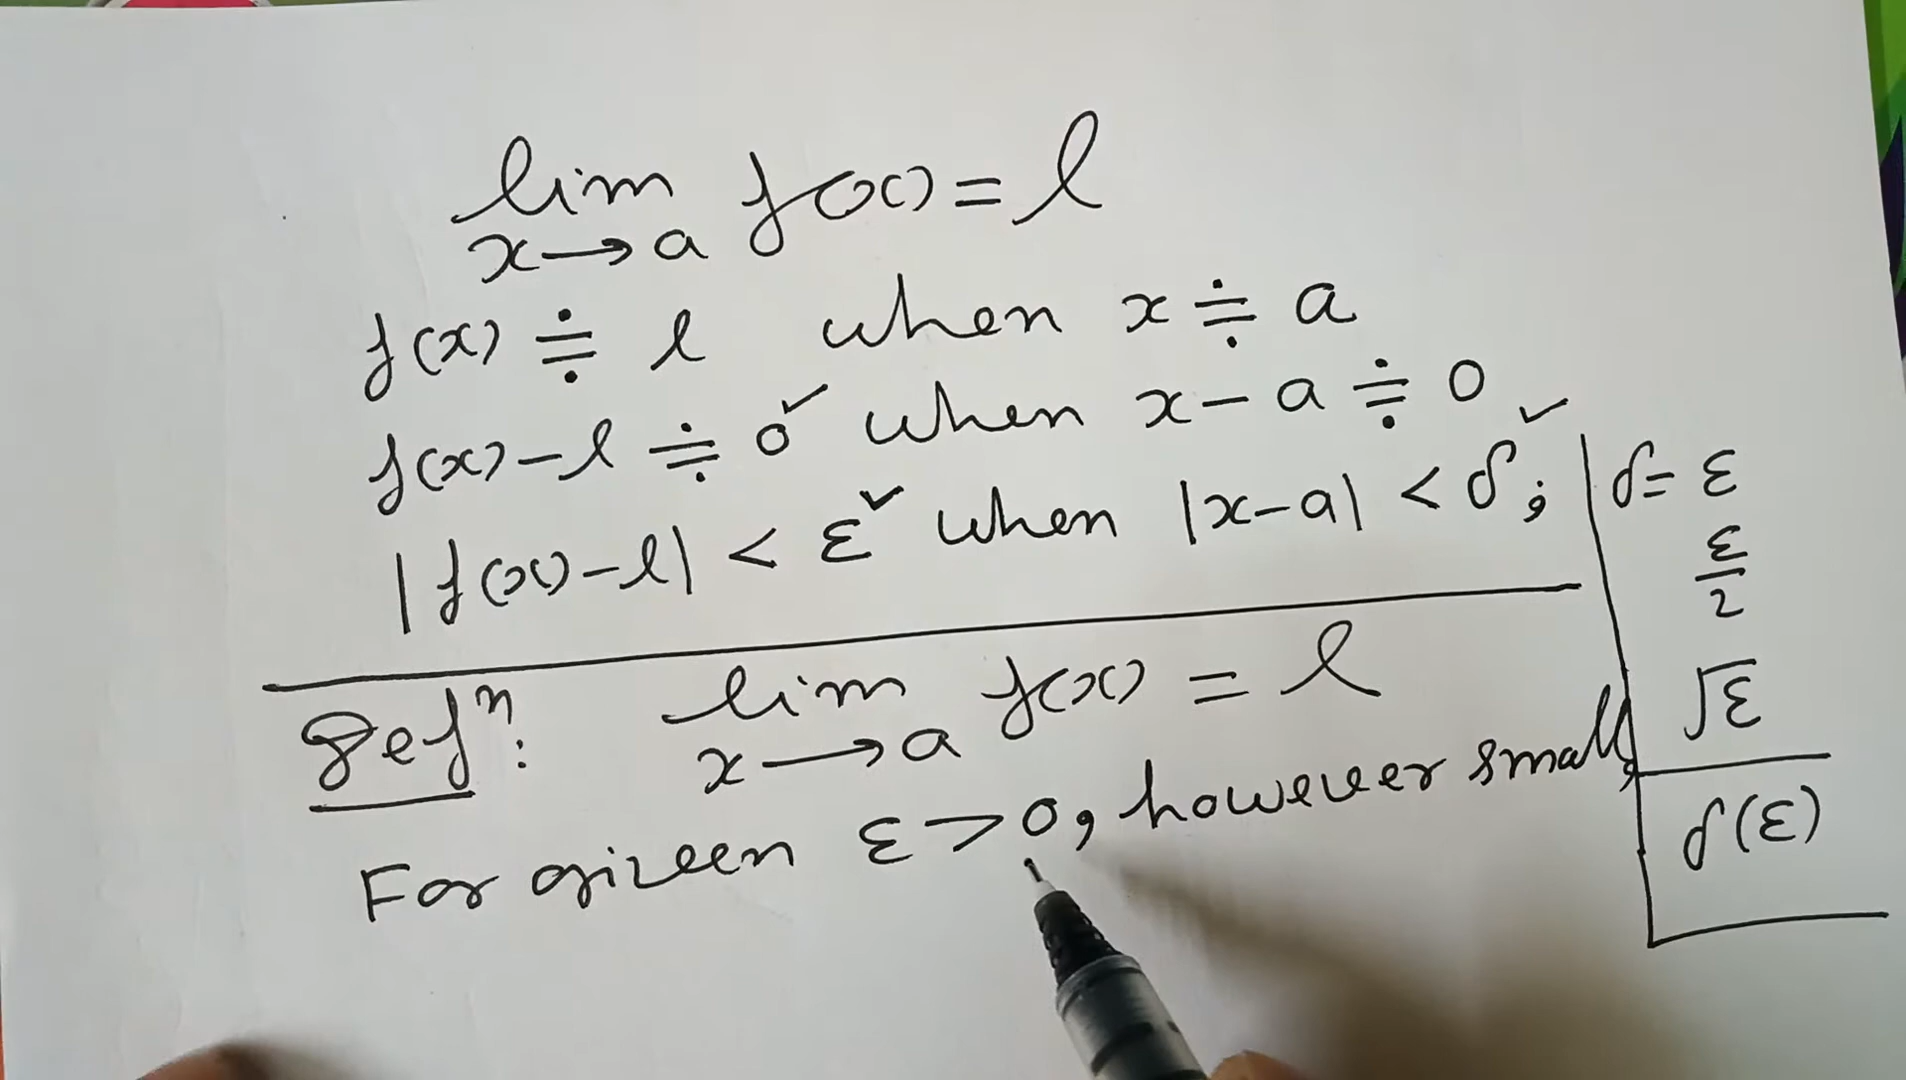 lim f(x) = l
x→a
f(x) ≑ l when x ≑ a
f(x) – l ≑ 0 ✓ when x – a ≑ 0
|f(x) – l| < ε ✓ when |x – a| < δ ✓;
δ = ε
ε/2
√ε
δ(ε)
Defⁿ: lim f(x) = l
x→a
For given ε > 0, however small,